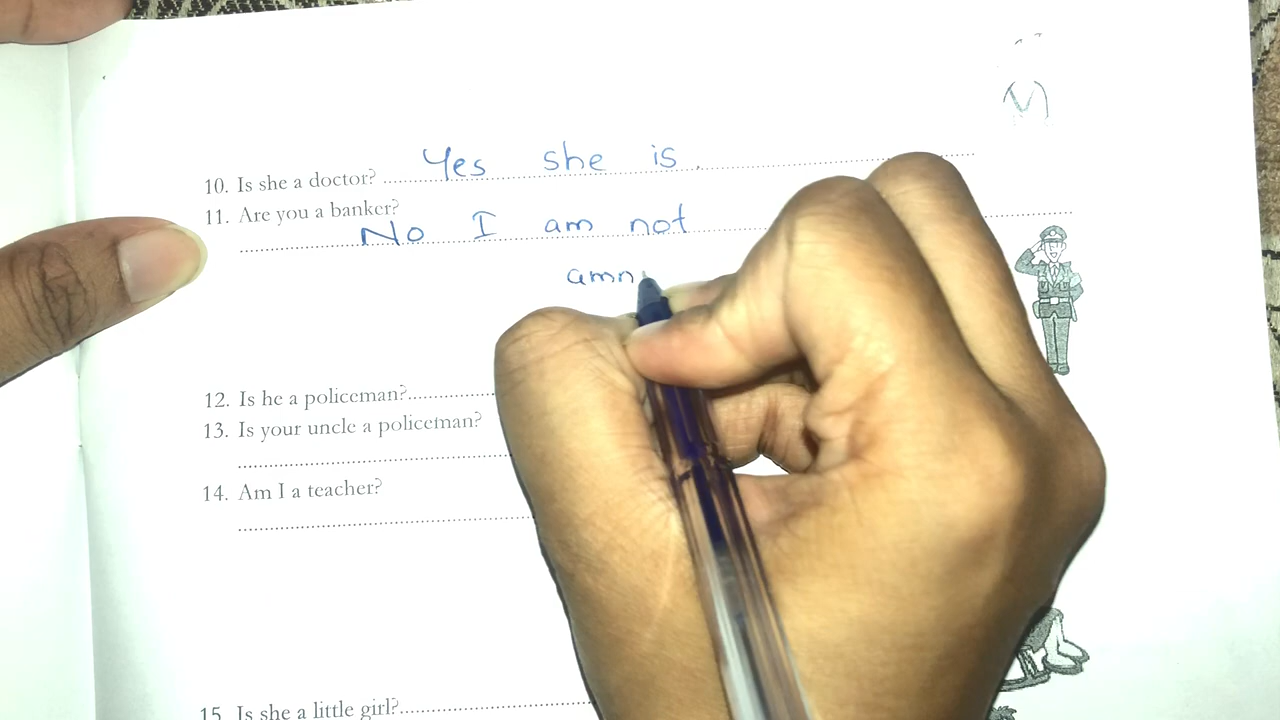 10. Is she a doctor? ........ Yes she is .
11. Are you a banker?
No I am not
amn
12. Is he a policeman?
13. Is your uncle a policeman?
14. Am I a teacher?
15. Is she a little girl?